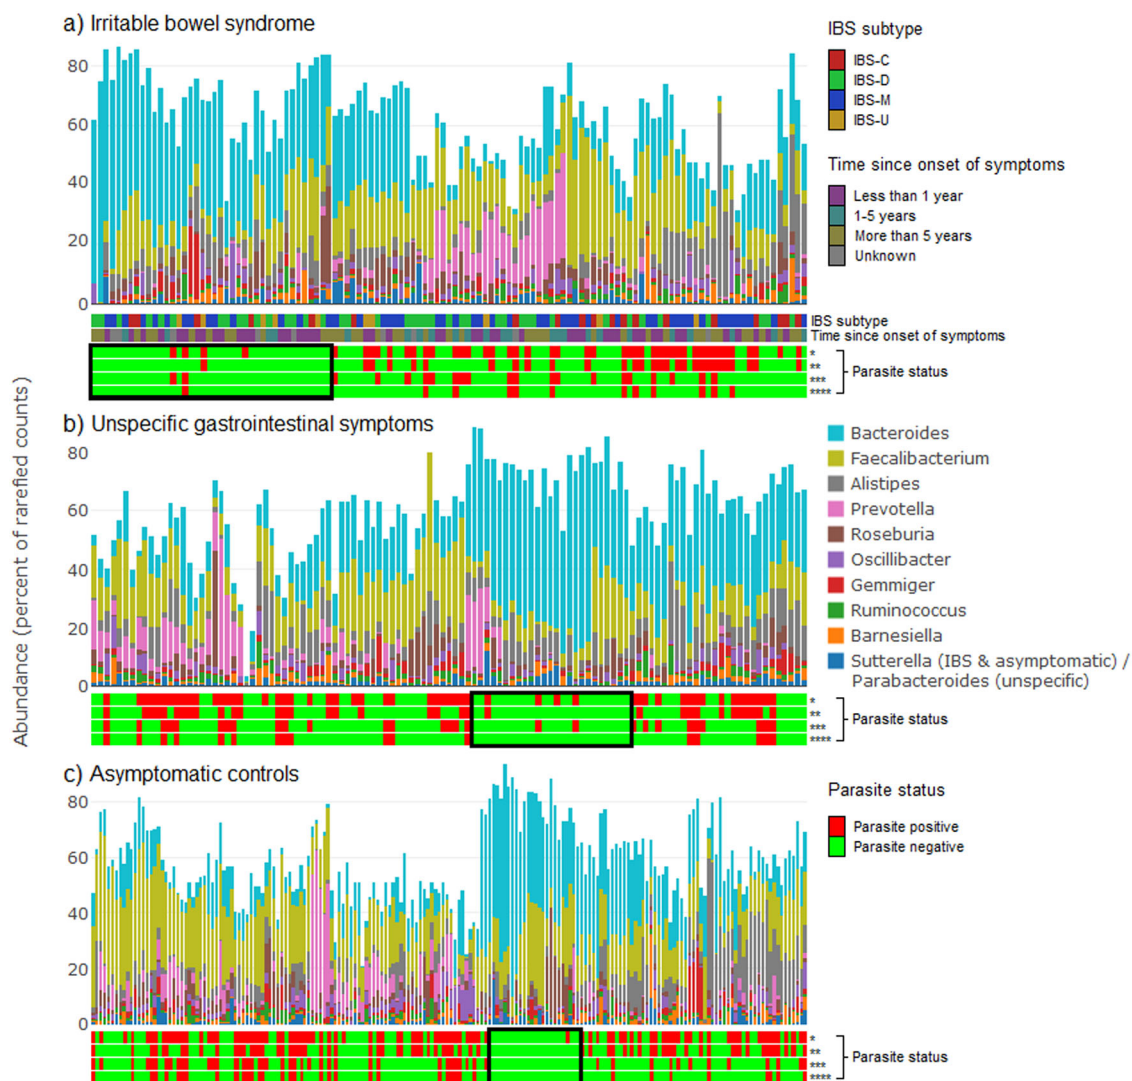 a) Irritable bowel syndrome
80
60
40
20
0
IBS subtype
Time since onset of symptoms
*
**
***
****
Parasite status
IBS subtype
IBS-C
IBS-D
IBS-M
IBS-U
Time since onset of symptoms
Less than 1 year
1-5 years
More than 5 years
Unknown
Abundance (percent of rarefied counts)
b) Unspecific gastrointestinal symptoms
80
60
40
20
0
*
**
***
****
Parasite status
Bacteroides
Faecalibacterium
Alistipes
Prevotella
Roseburia
Oscillibacter
Gemmiger
Ruminococcus
Barnesiella
Sutterella (IBS & asymptomatic) /
Parabacteroides (unspecific)
c) Asymptomatic controls
80
60
40
20
0
*
**
***
****
Parasite status
Parasite status
Parasite positive
Parasite negative